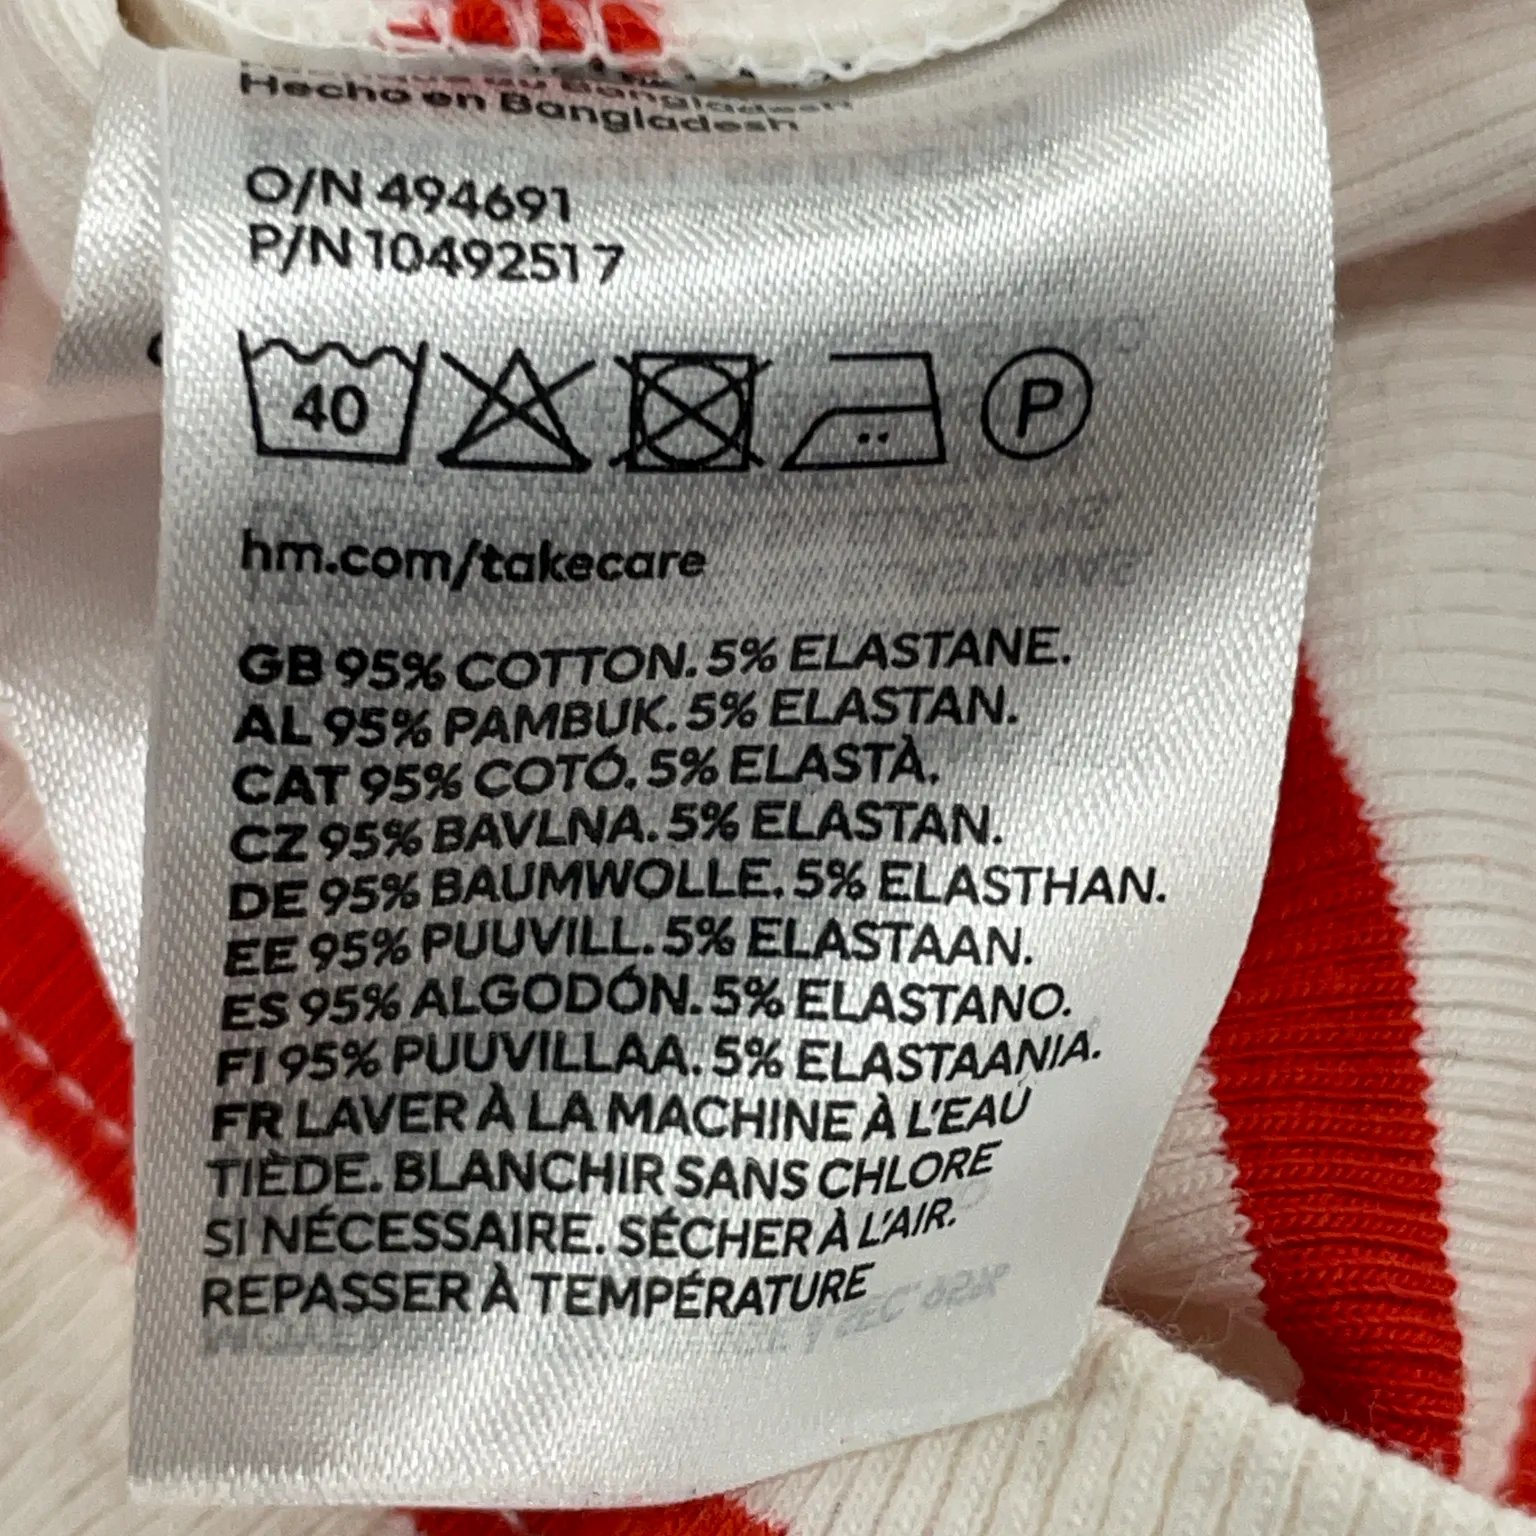 Hecho en Bangladesh
O/N 494691
P/N 10492517
40
P
hm.com/takecare
GB 95% COTTON. 5% ELASTANE.
AL 95% PAMBUK. 5% ELASTAN.
CAT 95% COTÓ. 5% ELASTÀ.
CZ 95% BAVLNA. 5% ELASTAN.
DE 95% BAUMWOLLE. 5% ELASTHAN.
EE 95% PUUVILL. 5% ELASTAAN.
ES 95% ALGODÓN. 5% ELASTANO.
FI 95% PUUVILLAA. 5% ELASTAANIA.
FR LAVER À LA MACHINE À L'EAU
TIÈDE. BLANCHIR SANS CHLORE
SI NÉCESSAIRE. SÉCHER À L'AIR.
REPASSER À TEMPÉRATURE